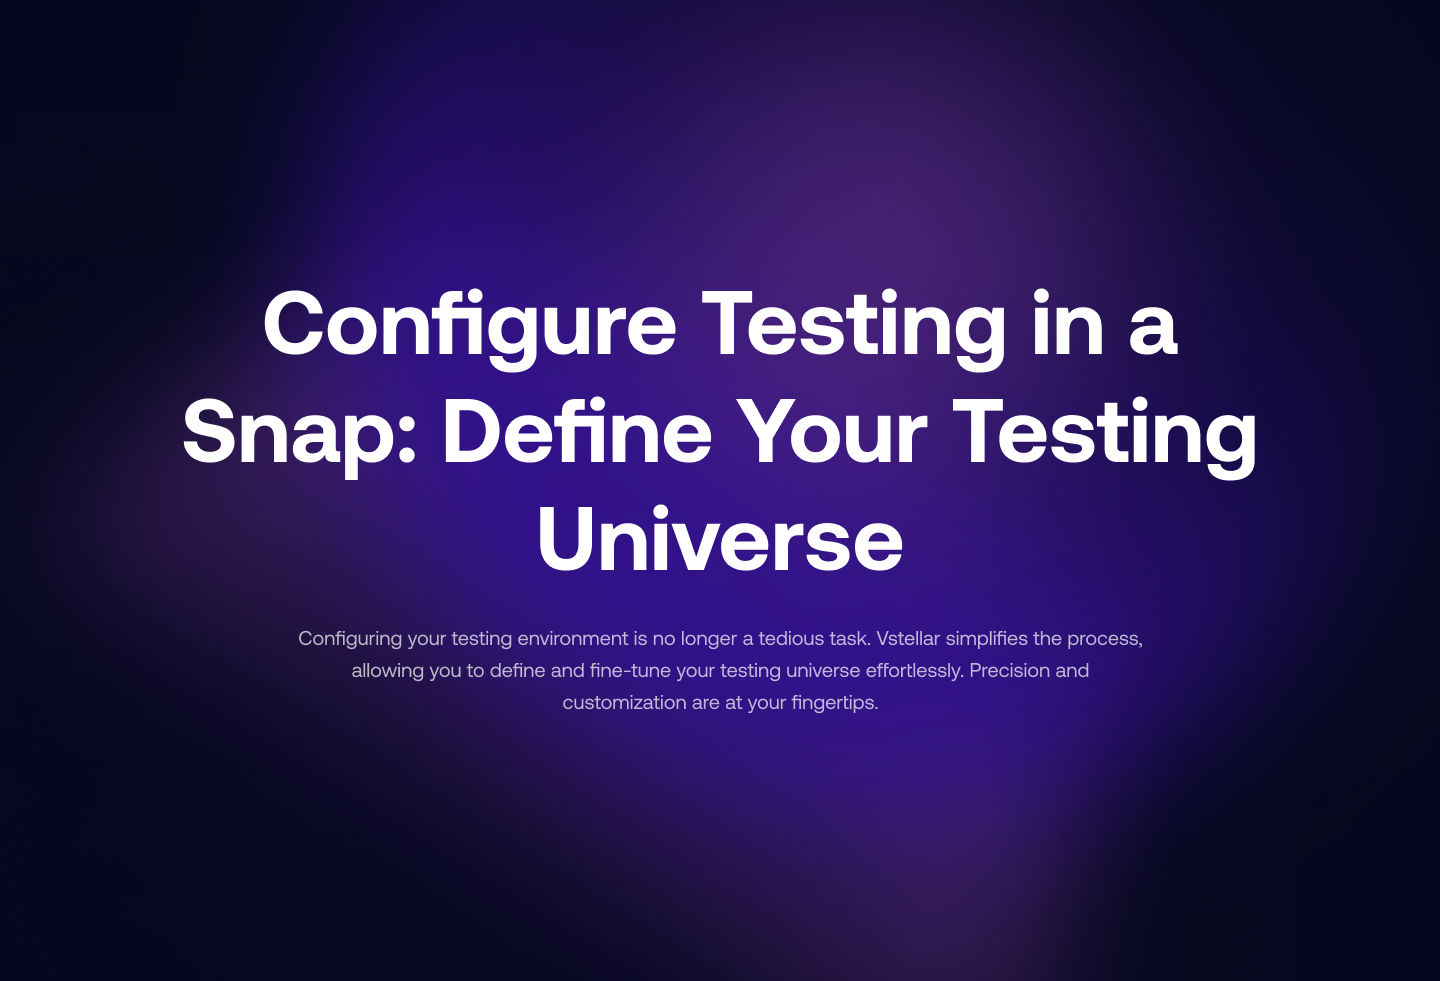 Configure Testing in a
Snap: Define Your Testing
Universe
Configuring your testing environment is no longer a tedious task. Vstellar simplifies the process,
allowing you to define and fine-tune your testing universe effortlessly. Precision and
customization are at your fingertips.